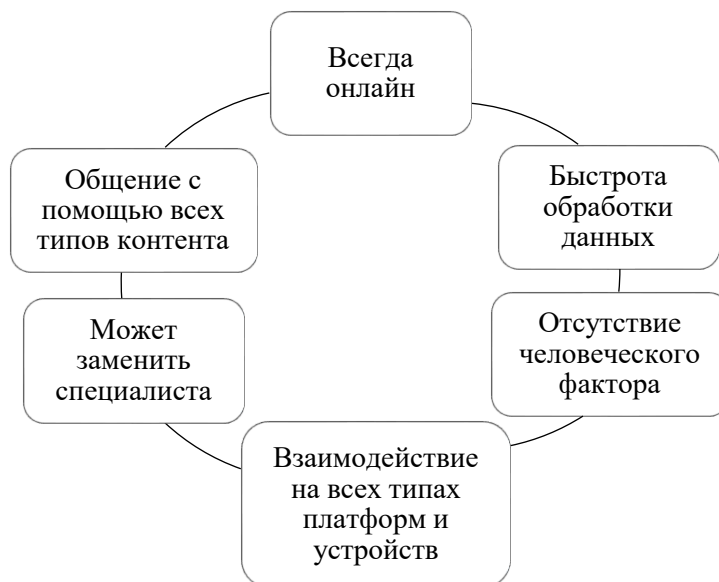 Всегда
онлайн
Быстрота
обработки
данных
Отсутствие
человеческого
фактора
Взаимодействие
на всех типах
платформ и
устройств
Может
заменить
специалиста
Общение с
помощью всех
типов контента